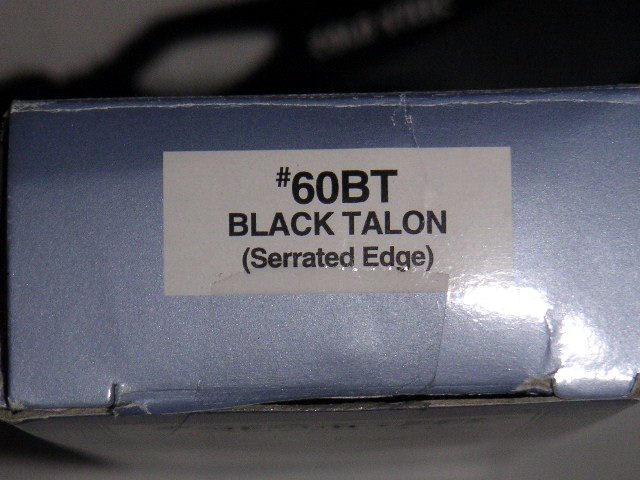 #60BT
BLACK TALON
(Serrated Edge)